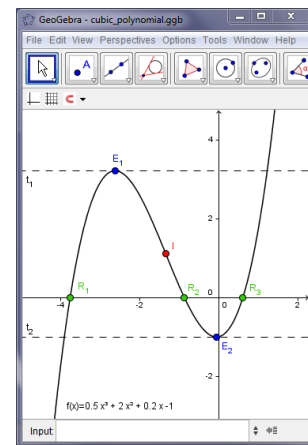 GeoGebra - cubic_polynomial.ggb
File Edit View Perspectives Options Tools Window Help
A
α
4
E₁
t₁
2
I
R₁ R₂ 0 R₃
-4 -2 0 2
t₂
E₂
-2
f(x)=0.5 x³ + 2 x² + 0.2 x -1
Input: